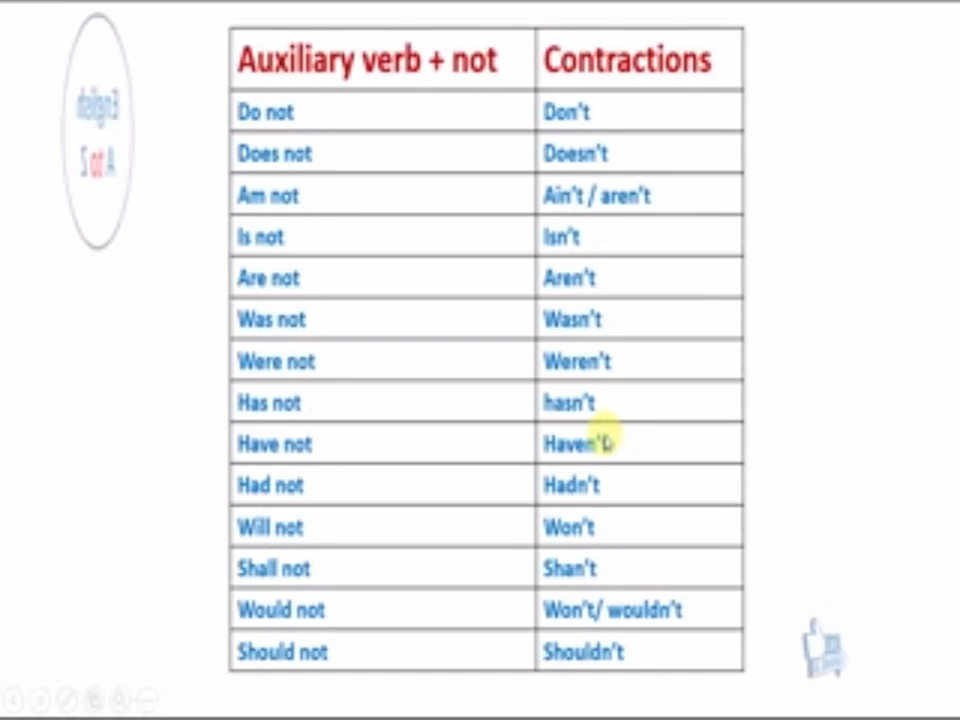 Auxiliary verb + not Contractions
Do not Don't
Does not Doesn't
Am not Ain't / aren't
Is not Isn't
Are not Aren't
Was not Wasn't
Were not Weren't
Has not hasn't
Have not Haven't
Had not Hadn't
Will not Won't
Shall not Shan't
Would not Won't/ wouldn't
Should not Shouldn't